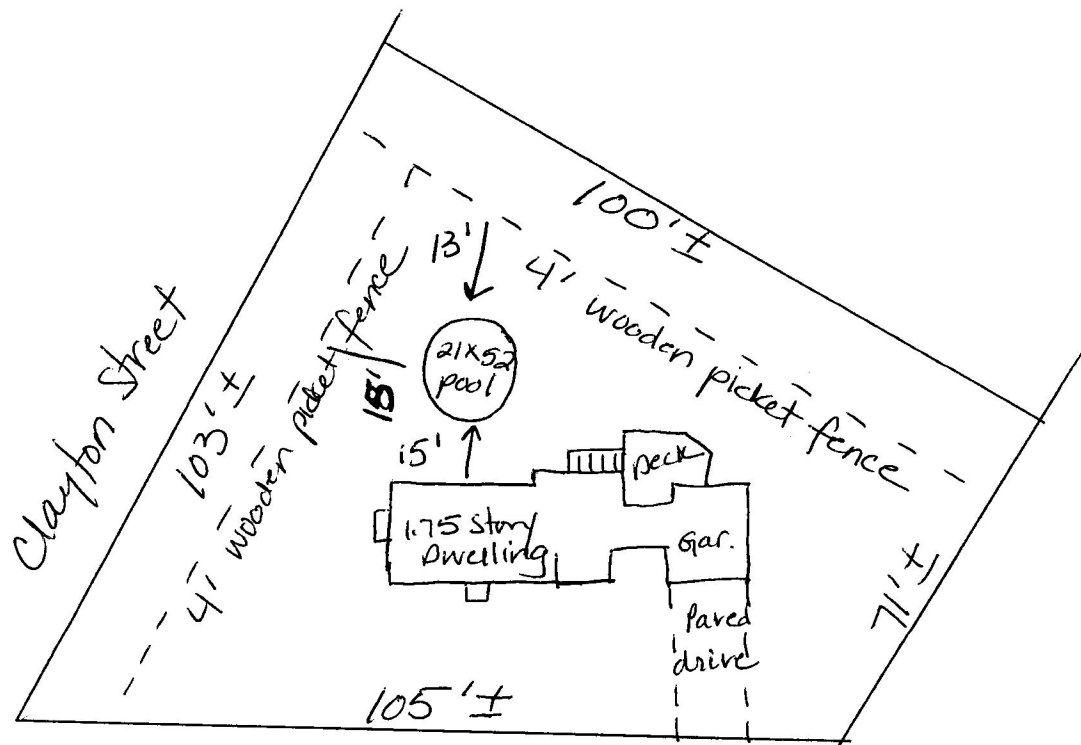 100'±
13'
4' wooden picket fence
Clayton Street
103'±
4' wooden picket fence
18'
21x52
pool
15'
Deck
1.75 Story
Dwelling
Gar.
71'±
Paved
drive
105'±